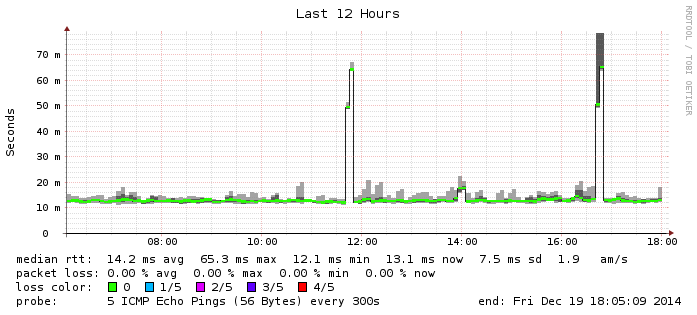 Last 12 Hours
RRDTOOL / TOBI OETIKER
Seconds
70 m
60 m
50 m
40 m
30 m
20 m
10 m
0
08:00 10:00 12:00 14:00 16:00 18:00
median rtt: 14.2 ms avg 65.3 ms max 12.1 ms min 13.1 ms now 7.5 ms sd 1.9 am/s
packet loss: 0.00 % avg 0.00 % max 0.00 % min 0.00 % now
loss color: 0 1/5 2/5 3/5 4/5
probe: 5 ICMP Echo Pings (56 Bytes) every 300s end: Fri Dec 19 18:05:09 2014